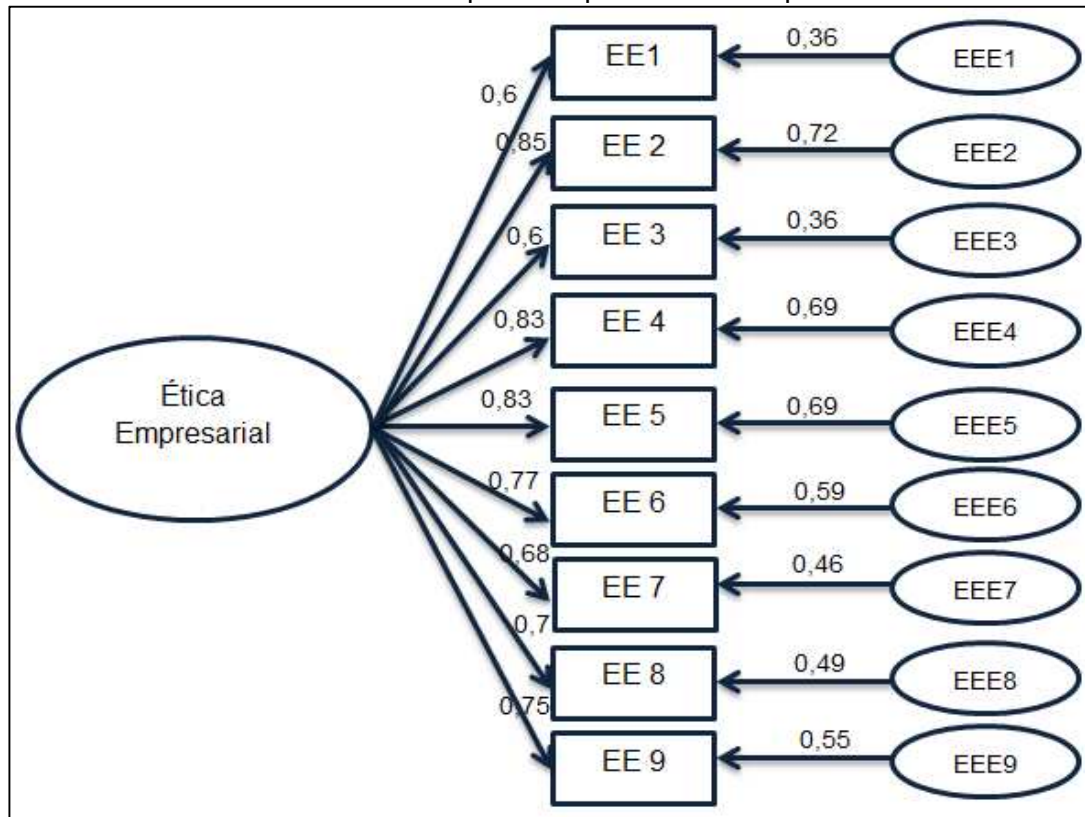 EE1
0,36
EEE1
0,6
EE 2
0,72
EEE2
0,85
EE 3
0,36
EEE3
0,6
EE 4
0,69
EEE4
0,83
Ética
Empresarial
EE 5
0,69
EEE5
0,83
EE 6
0,59
EEE6
0,77
EE 7
0,46
EEE7
0,68
EE 8
0,49
EEE8
0,7
EE 9
0,55
EEE9
0,75